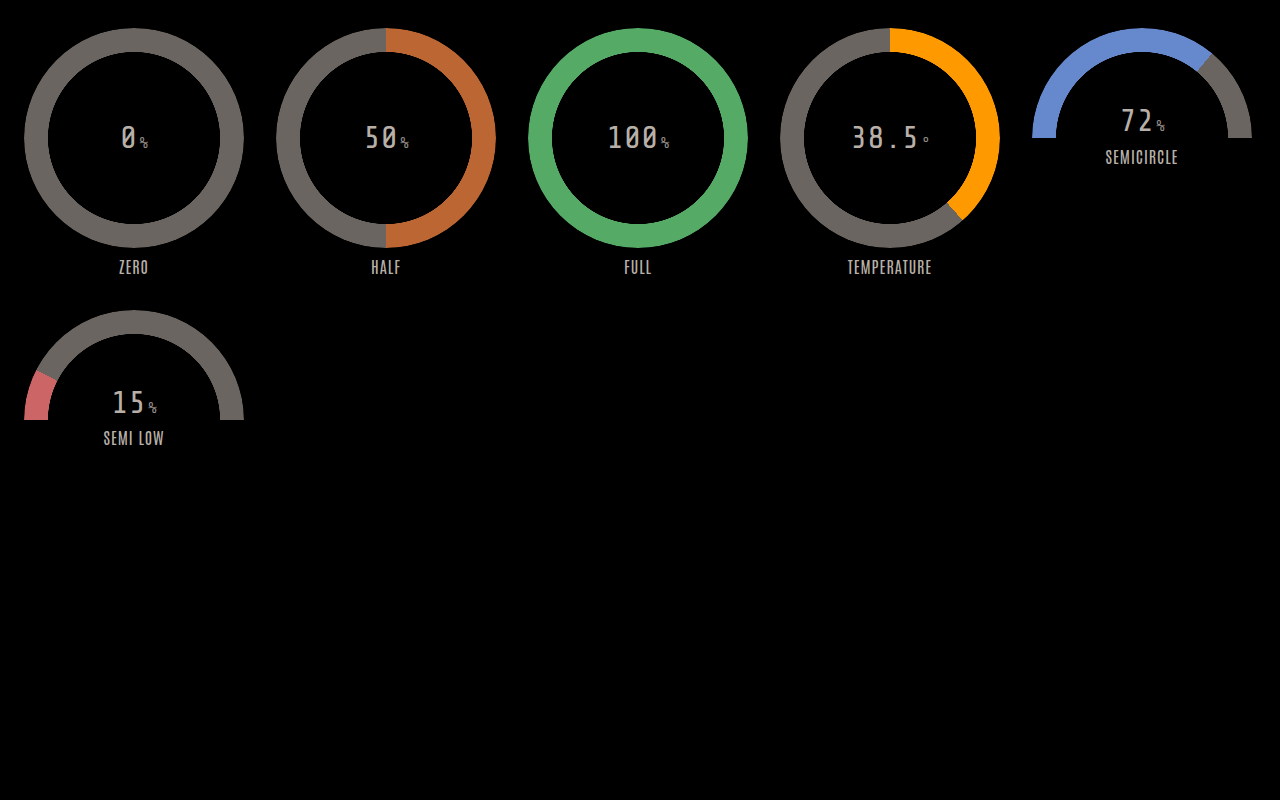 0%
ZERO
50%
HALF
100%
FULL
38.5°
TEMPERATURE
72%
SEMICIRCLE
15%
SEMI LOW